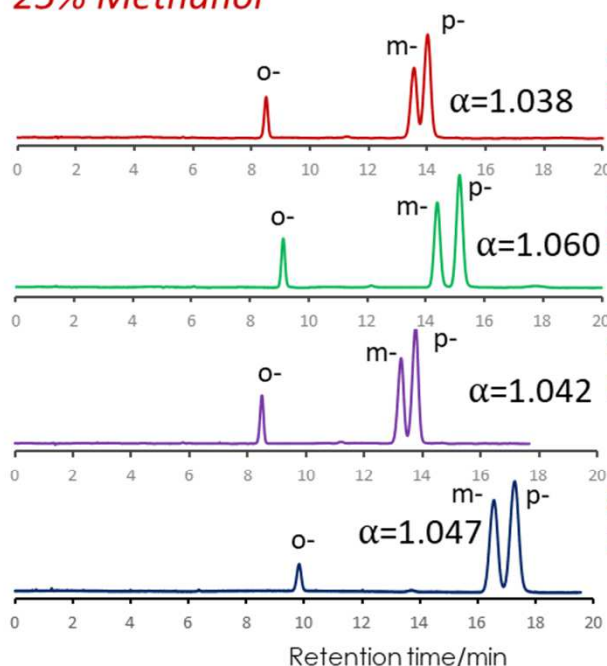 25% Methanol
o-
m-
p-
α=1.038
0 2 4 6 8 10 12 14 16 18 20
o-
m-
p-
α=1.060
0 2 4 6 8 10 12 14 16 18 20
o-
m-
p-
α=1.042
0 2 4 6 8 10 12 14 16 18 20
o-
α=1.047
m-
p-
0 2 4 6 8 10 12 14 16 18 20
Retention time/min